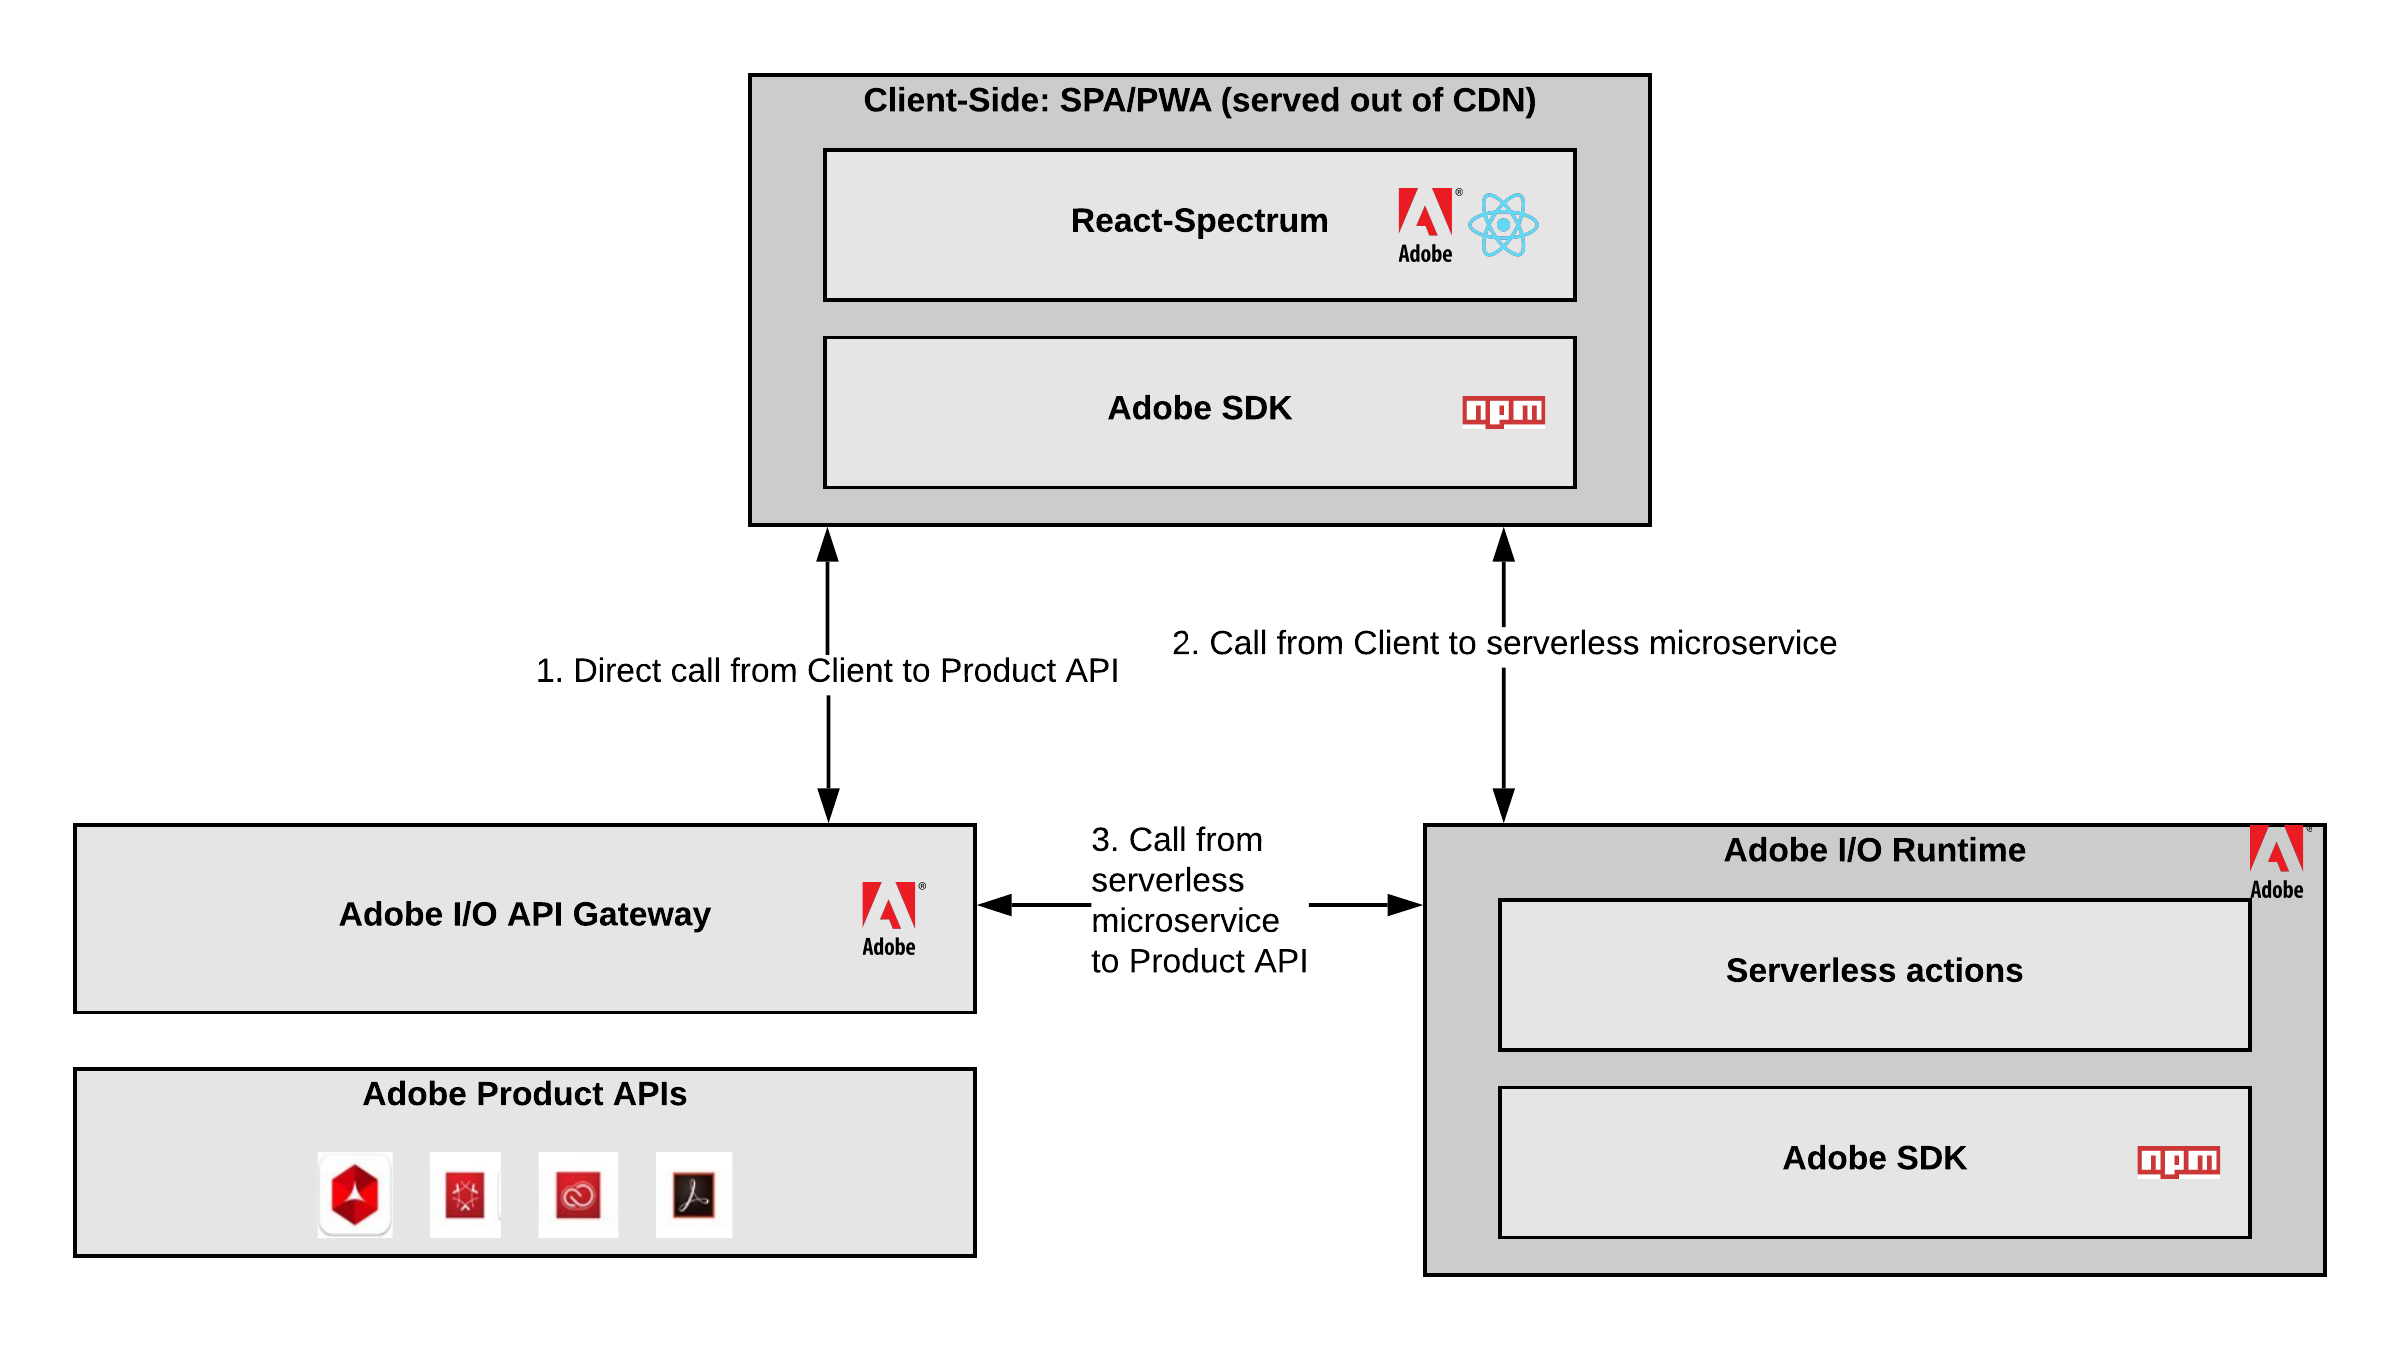 Client-Side: SPA/PWA (served out of CDN)
React-Spectrum
®
Adobe
Adobe SDK
npm
1. Direct call from Client to Product API
2. Call from Client to serverless microservice
3. Call from
serverless
microservice
to Product API
Adobe I/O API Gateway
®
Adobe
Adobe Product APIs
Adobe I/O Runtime
Adobe
Serverless actions
Adobe SDK
npm